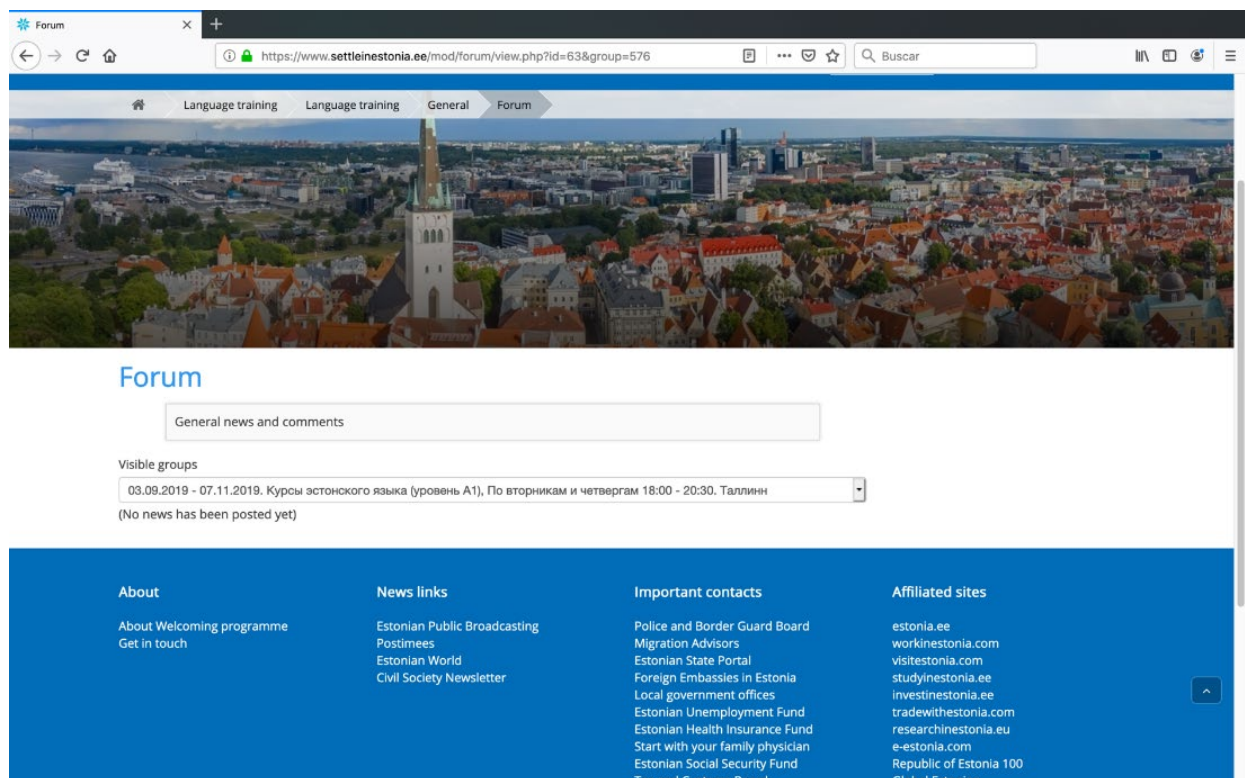 Forum
https://www.settleinestonia.ee/mod/forum/view.php?id=63&group=576
Buscar
Language training
Language training
General
Forum
Forum
General news and comments
Visible groups
03.09.2019 - 07.11.2019. Курсы эстонского языка (уровень A1), По вторникам и четвергам 18:00 - 20:30. Таллинн
(No news has been posted yet)
About
About Welcoming programme
Get in touch
News links
Estonian Public Broadcasting
Postimees
Estonian World
Civil Society Newsletter
Important contacts
Police and Border Guard Board
Migration Advisors
Estonian State Portal
Foreign Embassies in Estonia
Local government offices
Estonian Unemployment Fund
Estonian Health Insurance Fund
Start with your family physician
Estonian Social Security Fund
Affiliated sites
estonia.ee
workinestonia.com
visitestonia.com
studyinestonia.ee
investinestonia.ee
tradewithestonia.com
researchinestonia.eu
e-estonia.com
Republic of Estonia 100